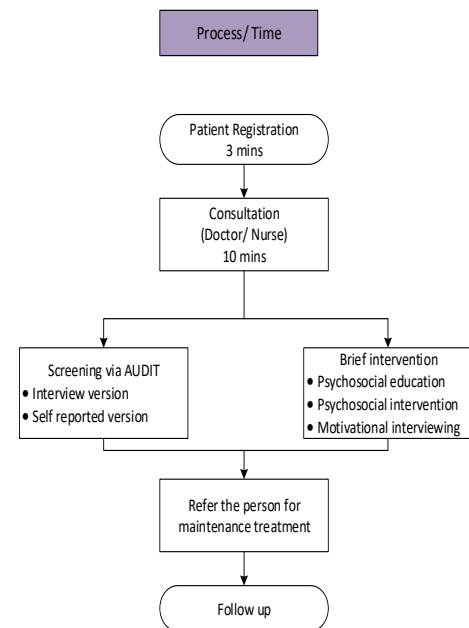 Process/ Time
Patient Registration
3 mins
Consultation
(Doctor/ Nurse)
10 mins
Screening via AUDIT
• Interview version
• Self reported version
Brief intervention
• Psychosocial education
• Psychosocial intervention
• Motivational interviewing
Refer the person for
maintenance treatment
Follow up